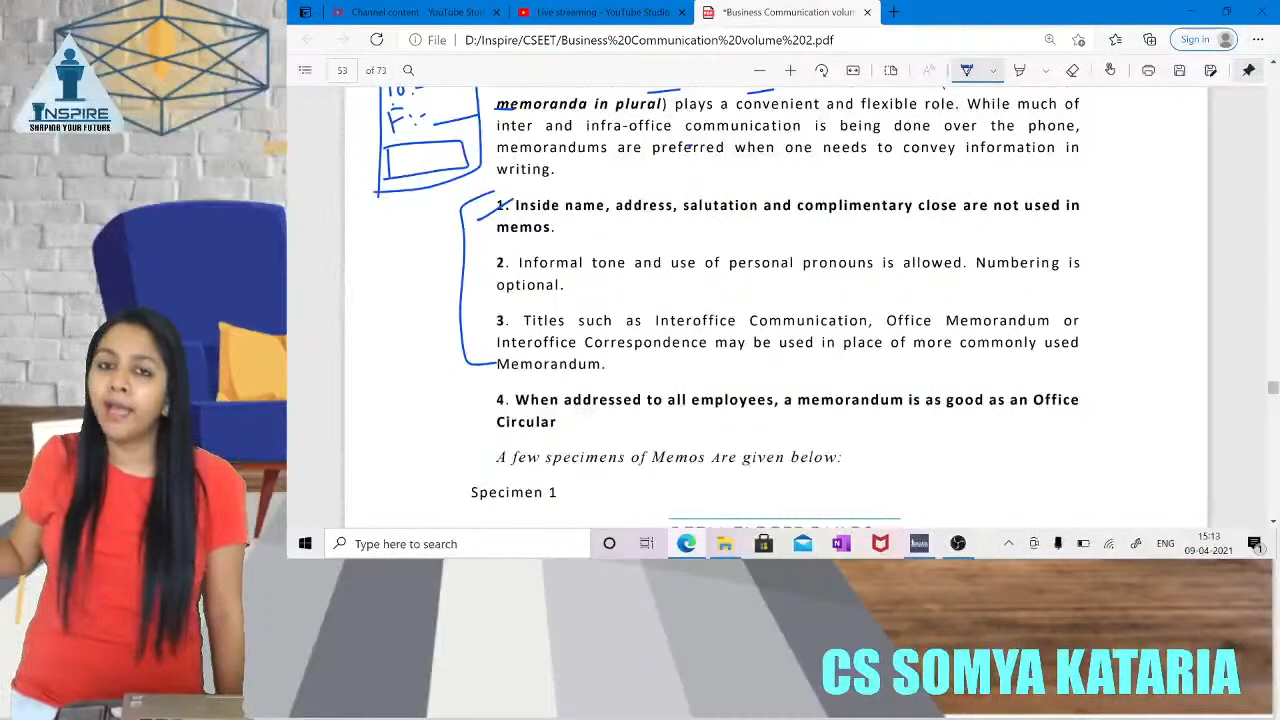 Channel content - YouTube Studi
Live streaming - YouTube Studio
*Business Communication volum
File D:/Inspire/CSEET/Business%20Communication%20volume%202.pdf
Sign in
53 of 73
INSPIRE
SHAPING YOUR FUTURE
To:-
F:-
memoranda in plural) plays a convenient and flexible role. While much of
inter and infra-office communication is being done over the phone,
memorandums are preferred when one needs to convey information in
writing.
1. Inside name, address, salutation and complimentary close are not used in
memos.
2. Informal tone and use of personal pronouns is allowed. Numbering is
optional.
3. Titles such as Interoffice Communication, Office Memorandum or
Interoffice Correspondence may be used in place of more commonly used
Memorandum.
4. When addressed to all employees, a memorandum is as good as an Office
Circular
A few specimens of Memos Are given below:
Specimen 1
Type here to search
ENG
15:13
09-04-2021
CS SOMYA KATARIA